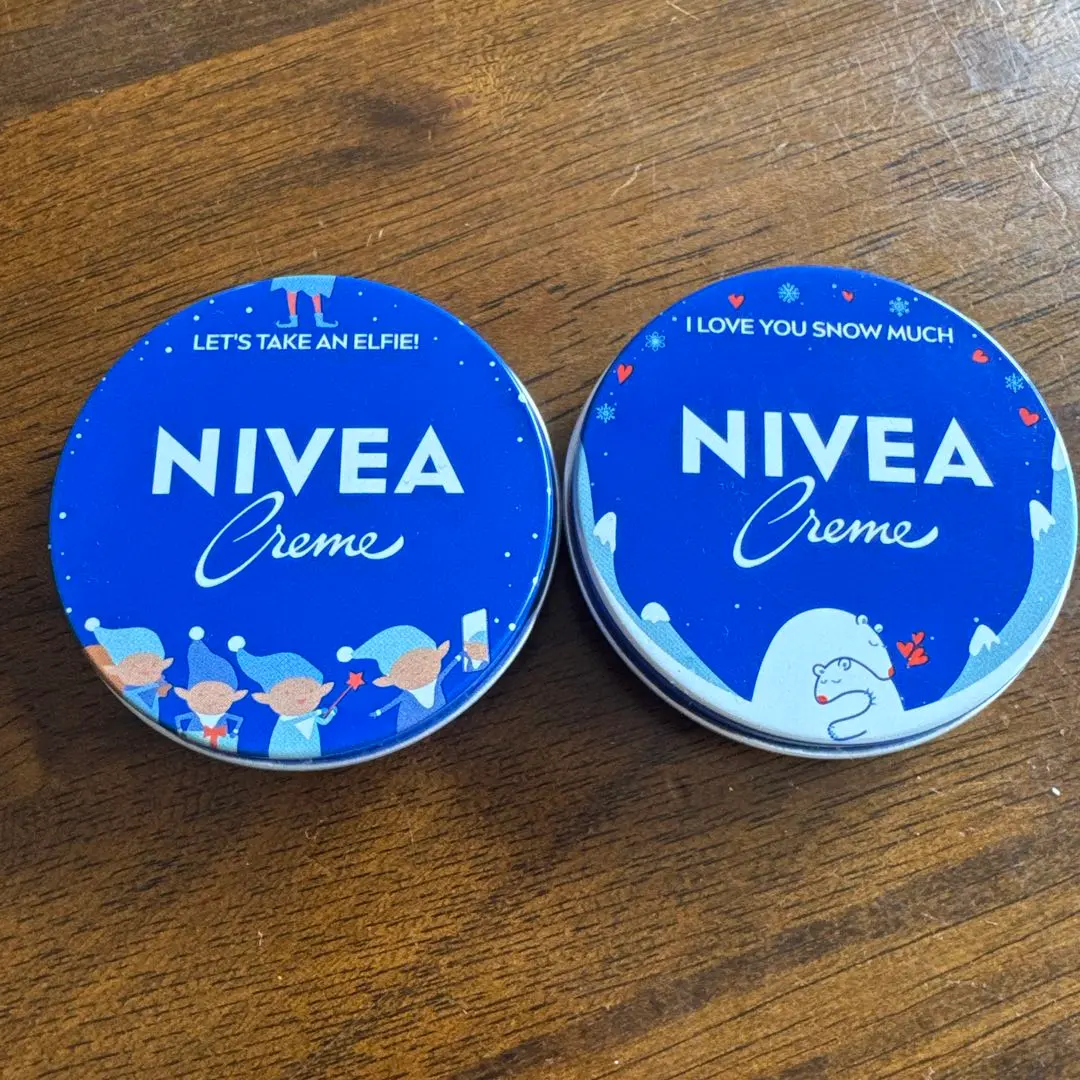 LET'S TAKE AN ELFIE!
NIVEA
Creme
I LOVE YOU SNOW MUCH
NIVEA
Creme